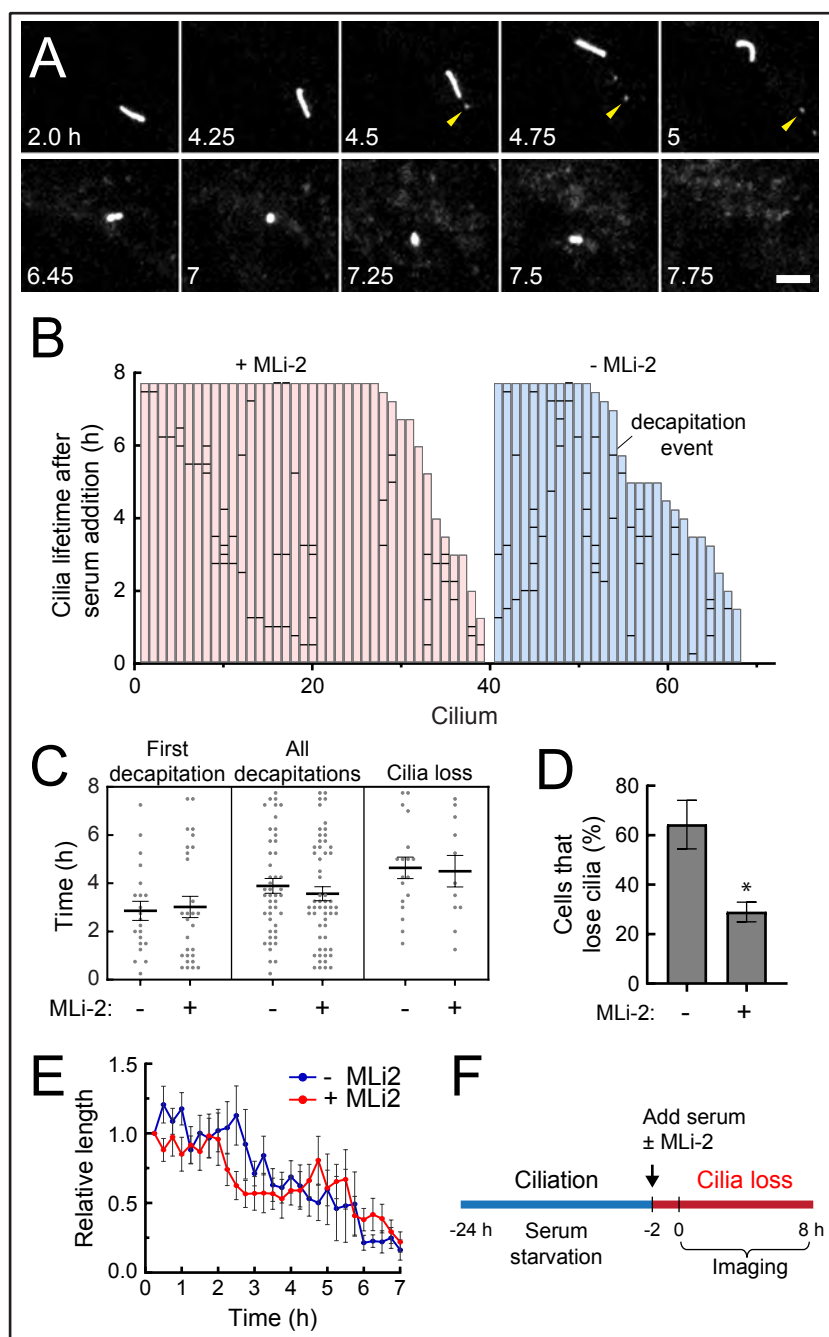 A
2.0 h
4.25
4.5
4.75
5
6.45
7
7.25
7.5
7.75
B
+ MLi-2
- MLi-2
decapitation
event
Cilia lifetime after
serum addition (h)
8
6
4
2
0
0
20
40
60
Cilium
C
First
decapitation
All
decapitations
Cilia loss
Time (h)
8
6
4
2
0
MLi-2:
-
+
-
+
-
+
D
Cells that
lose cilia (%)
80
60
40
20
0
*
MLi-2:
-
+
E
- MLi2
+ MLi2
Relative length
1.5
1.0
0.5
0.0
0
1
2
3
4
5
6
7
Time (h)
F
Add serum
± MLi-2
Ciliation
Cilia loss
-24 h
Serum
starvation
-2
0
8 h
Imaging